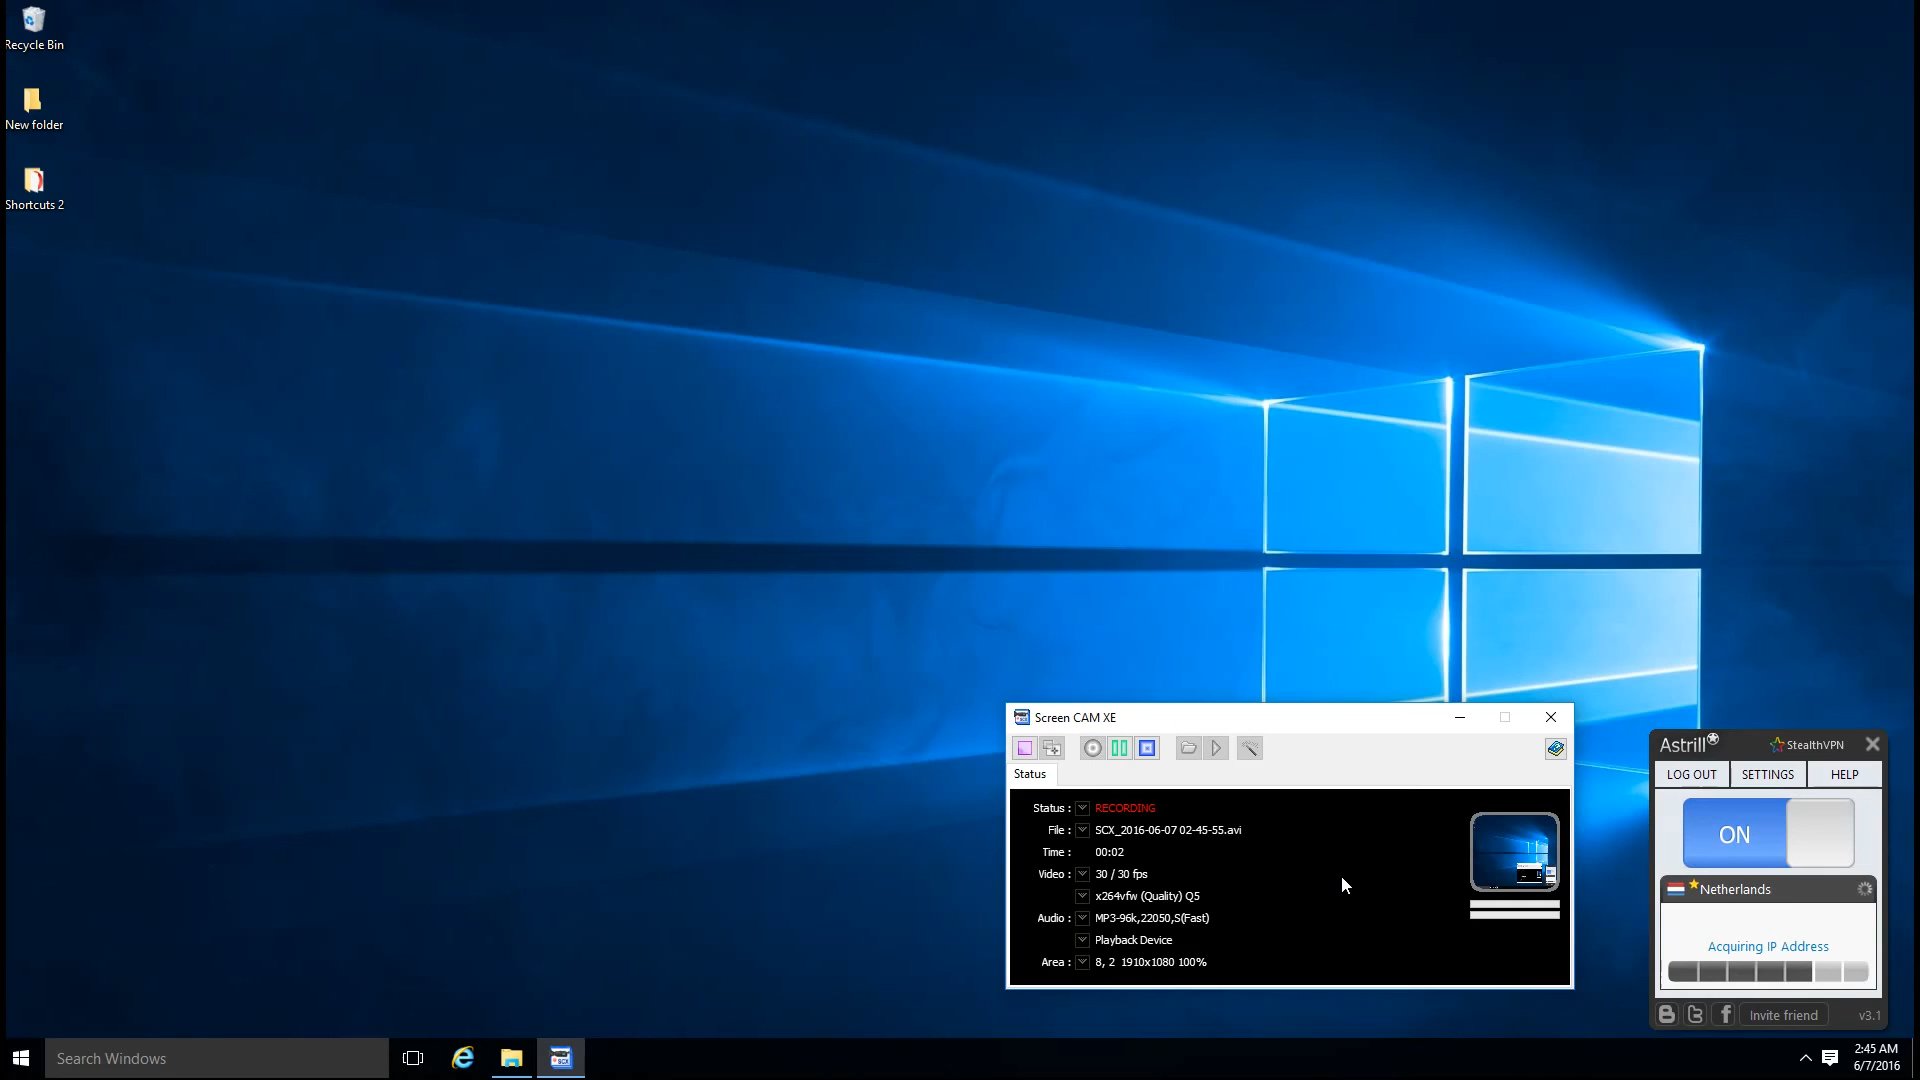 Recycle Bin
New folder
Shortcuts 2
Screen CAM XE
Status
Status : RECORDING
File : SCX_2016-06-07 02-45-55.avi
Time : 00:02
Video : 30 / 30 fps
x264vfw (Quality) Q5
Audio : MP3-96k,22050,S(Fast)
Playback Device
Area : 8, 2 1910x1080 100%
Astrill StealthVPN
LOG OUT SETTINGS HELP
ON
Netherlands
Acquiring IP Address
Invite friend v3.1
Search Windows
2:45 AM
6/7/2016